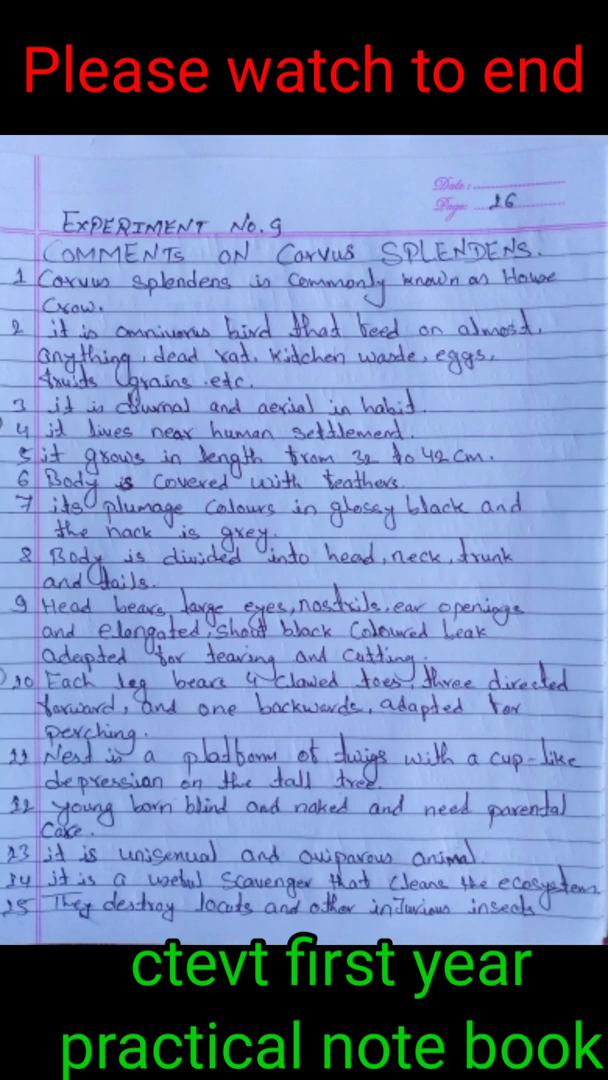 Please watch to end
Date:
Page: 26
EXPERIMENT No. 9
COMMENTS ON Corvus SPLENDENS.
1 Corvus splendens is commonly known as House
Crow.
2 it is omnivorus bird that feed on almost.
anything, dead rat, kitchen waste, eggs,
fruits grains .etc.
3 it is diurnal and aerial in habit.
4 it lives near human settlement.
5 it grows in length from 32 to 42 cm.
6 Body is covered with feathers.
7 its plumage colours in glossy black and
the nack is grey.
8 Body is divided into head, neck, trunk
and tails.
9 Head bears large eyes, nostrils, ear openings
and elongated, short black coloured beak
adapted for tearing and cutting.
10 Each leg bears 4 clawed toes, three directed
forward, and one backwards, adapted for
perching.
11 Nest is a platform of twigs with a cup-like
depression on the tall tree.
12 young born blind and naked and need parental
care.
13 it is unisexual and oviparous animal.
14 it is a useful scavenger that cleans the ecosystem
15 They destroy locuts and other injurious insects
ctevt first year
practical note book